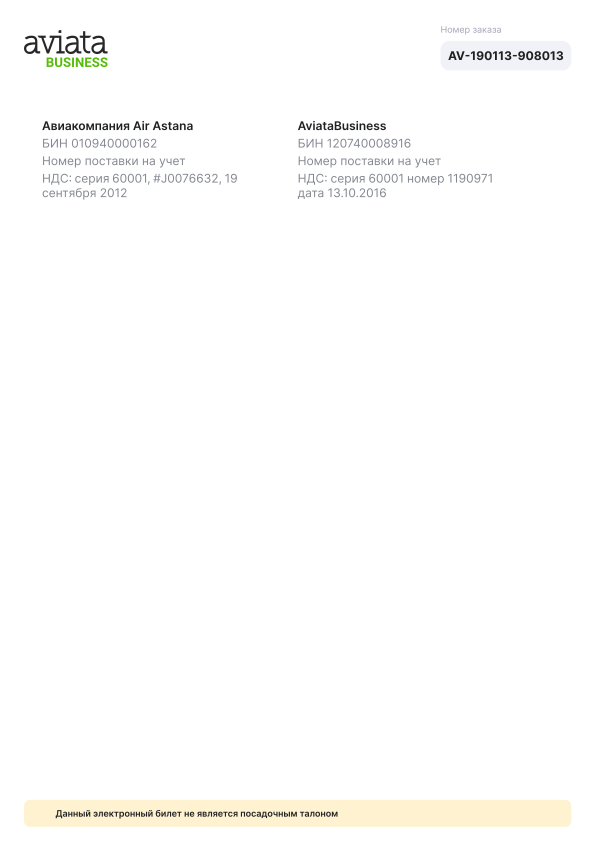 aviata
BUSINESS
Номер заказа
AV-190113-908013
Авиакомпания Air Astana
БИН 010940000162
Номер поставки на учет
НДС: серия 60001, #J0076632, 19
сентября 2012
AviataBusiness
БИН 120740008916
Номер поставки на учет
НДС: серия 60001 номер 1190971
дата 13.10.2016
Данный электронный билет не является посадочным талоном